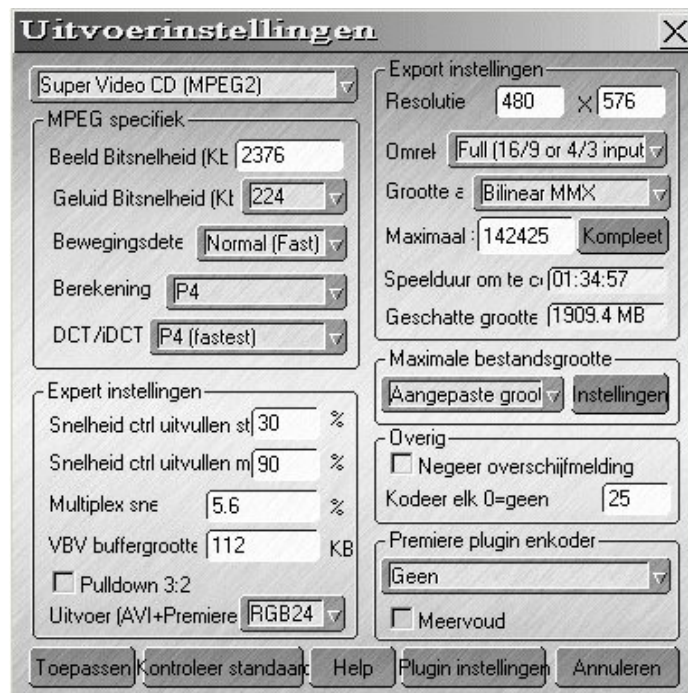 Uitvoerinstellingen
Super Video CD (MPEG2)
MPEG specifiek
Beeld Bitsnelheid (Kb 2376
Geluid Bitsnelheid (Kb 224
Bewegingsdete Normal (Fast)
Berekening P4
DCT/iDCT P4 (fastest)
Expert instellingen
Snelheid ctrl uitvullen st 30 %
Snelheid ctrl uitvullen m 90 %
Multiplex sne 5.6 %
VBV buffergrootte 112 KB
Pulldown 3:2
Uitvoer (AVI+Premiere RGB24
Export instellingen
Resolutie 480 X 576
Omrek Full (16/9 or 4/3 input
Grootte a Bilinear MMX
Maximaal : 142425 Kompleet
Speelduur om te co 01:34:57
Geschatte grootte 1909.4 MB
Maximale bestandsgrootte
Aangepaste groot Instellingen
Overig
Negeer overschijfmelding
Kodeer elk 0=geen 25
Premiere plugin enkoder
Geen
Meervoud
Toepassen Kontroleer standaard Help Plugin instellingen Annuleren